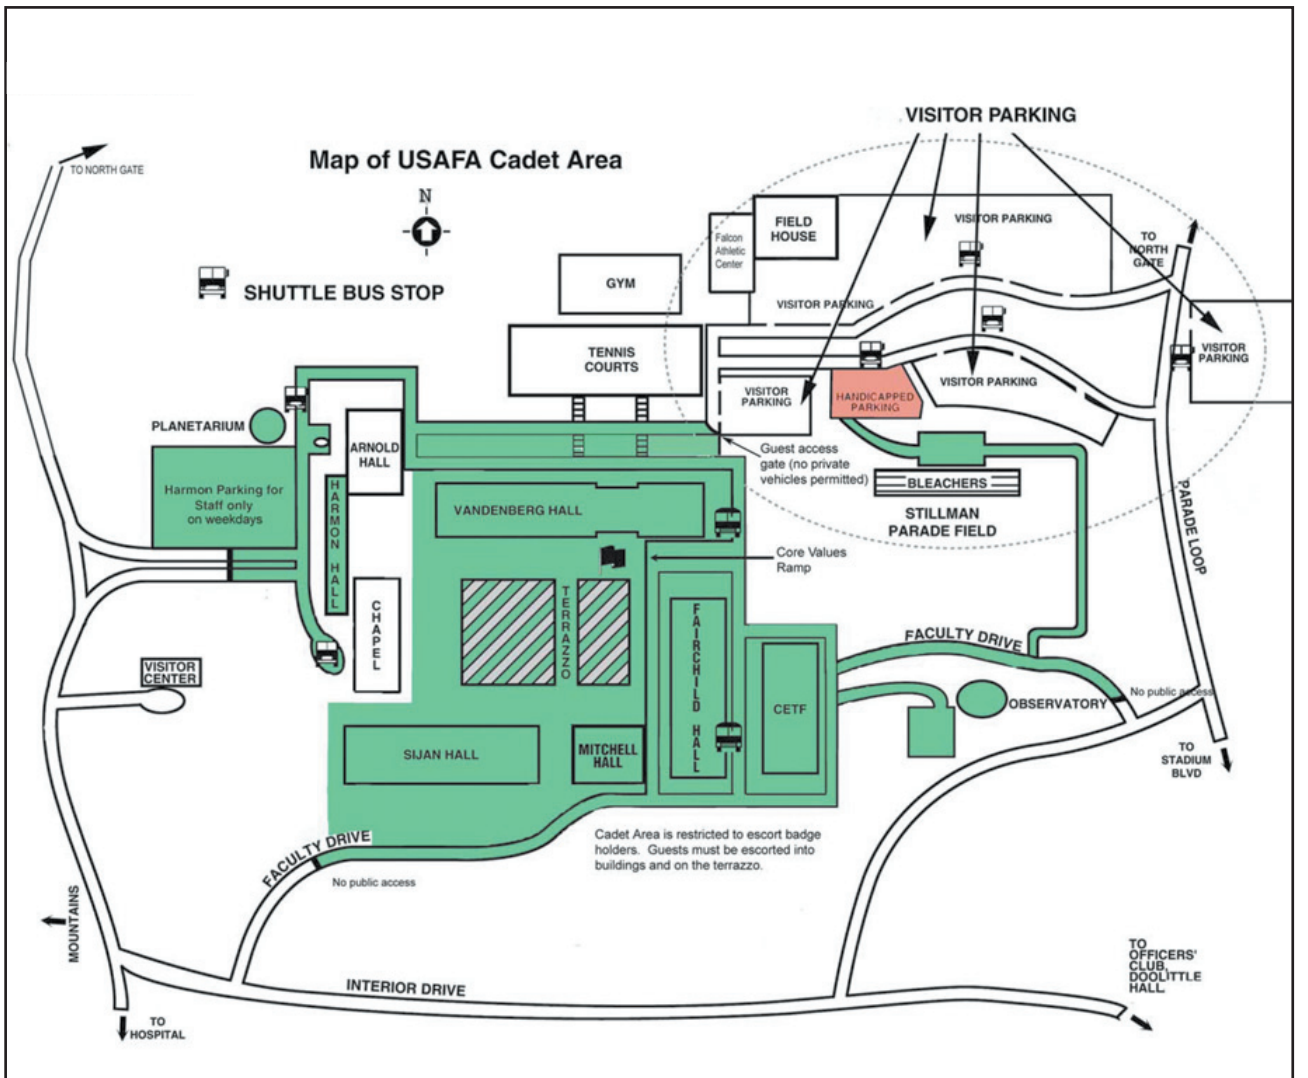 VISITOR PARKING
Map of USAFA Cadet Area
TO NORTH GATE
N
SHUTTLE BUS STOP
FIELD
HOUSE
Falcon
Athletic
Center
VISITOR PARKING
TO
NORTH
GATE
GYM
VISITOR PARKING
TENNIS
COURTS
VISITOR
PARKING
VISITOR PARKING
VISITOR
PARKING
HANDICAPPED
PARKING
PLANETARIUM
ARNOLD
HALL
Guest access
gate (no private
vehicles permitted)
BLEACHERS
STILLMAN
PARADE FIELD
PARADE LOOP
Harmon Parking for
Staff only
on weekdays
HARMON HALL
VANDENBERG HALL
Core Values
Ramp
CHAPEL
TERRAZZO
FAIRCHILD HALL
FACULTY DRIVE
VISITOR
CENTER
No public access
OBSERVATORY
CETF
SIJAN HALL
MITCHELL
HALL
TO
STADIUM
BLVD
FACULTY DRIVE
Cadet Area is restricted to escort badge
holders. Guests must be escorted into
buildings and on the terrazzo.
No public access
MOUNTAINS
INTERIOR DRIVE
TO
OFFICERS'
CLUB,
DOOLITTLE
HALL.
TO
HOSPITAL